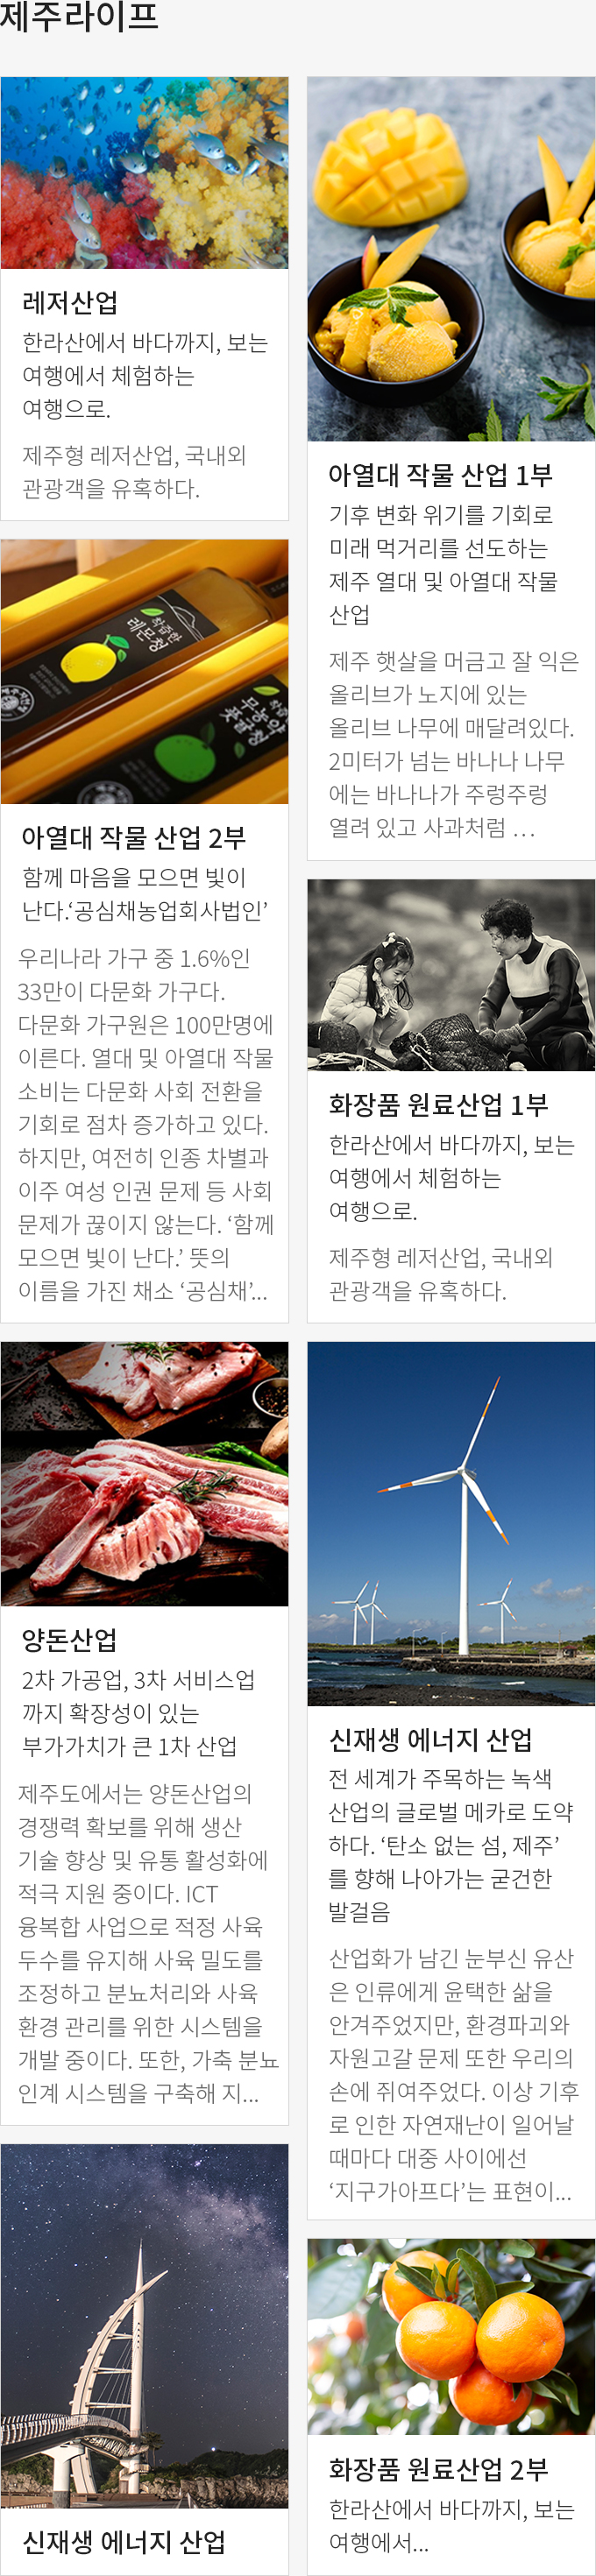 제주라이프
레저산업
한라산에서 바다까지, 보는
여행에서 체험하는
여행으로.
제주형 레저산업, 국내외
관광객을 유혹하다.
아열대 작물 산업 1부
기후 변화 위기를 기회로
미래 먹거리를 선도하는
제주 열대 및 아열대 작물
산업
제주 햇살을 머금고 잘 익은
올리브가 노지에 있는
올리브 나무에 매달려있다.
2미터가 넘는 바나나 나무
에는 바나나가 주렁주렁
열려 있고 사과처럼 …
레몬청
아열대 작물 산업 2부
함께 마음을 모으면 빛이
난다.‘공심채농업회사법인’
우리나라 가구 중 1.6%인
33만이 다문화 가구다.
다문화 가구원은 100만명에
이른다. 열대 및 아열대 작물
소비는 다문화 사회 전환을
기회로 점차 증가하고 있다.
하지만, 여전히 인종 차별과
이주 여성 인권 문제 등 사회
문제가 끊이지 않는다. ‘함께
모으면 빛이 난다.’ 뜻의
이름을 가진 채소 ‘공심채’...
화장품 원료산업 1부
한라산에서 바다까지, 보는
여행에서 체험하는
여행으로.
제주형 레저산업, 국내외
관광객을 유혹하다.
양돈산업
2차 가공업, 3차 서비스업
까지 확장성이 있는
부가가치가 큰 1차 산업
제주도에서는 양돈산업의
경쟁력 확보를 위해 생산
기술 향상 및 유통 활성화에
적극 지원 중이다. ICT
융복합 사업으로 적정 사육
두수를 유지해 사육 밀도를
조정하고 분뇨처리와 사육
환경 관리를 위한 시스템을
개발 중이다. 또한, 가축 분뇨
인계 시스템을 구축해 지...
신재생 에너지 산업
전 세계가 주목하는 녹색
산업의 글로벌 메카로 도약
하다. ‘탄소 없는 섬, 제주’
를 향해 나아가는 굳건한
발걸음
산업화가 남긴 눈부신 유산
은 인류에게 윤택한 삶을
안겨주었지만, 환경파괴와
자원고갈 문제 또한 우리의
손에 쥐여주었다. 이상 기후
로 인한 자연재난이 일어날
때마다 대중 사이에선
‘지구가아프다’는 표현이...
신재생 에너지 산업
화장품 원료산업 2부
한라산에서 바다까지, 보는
여행에서...